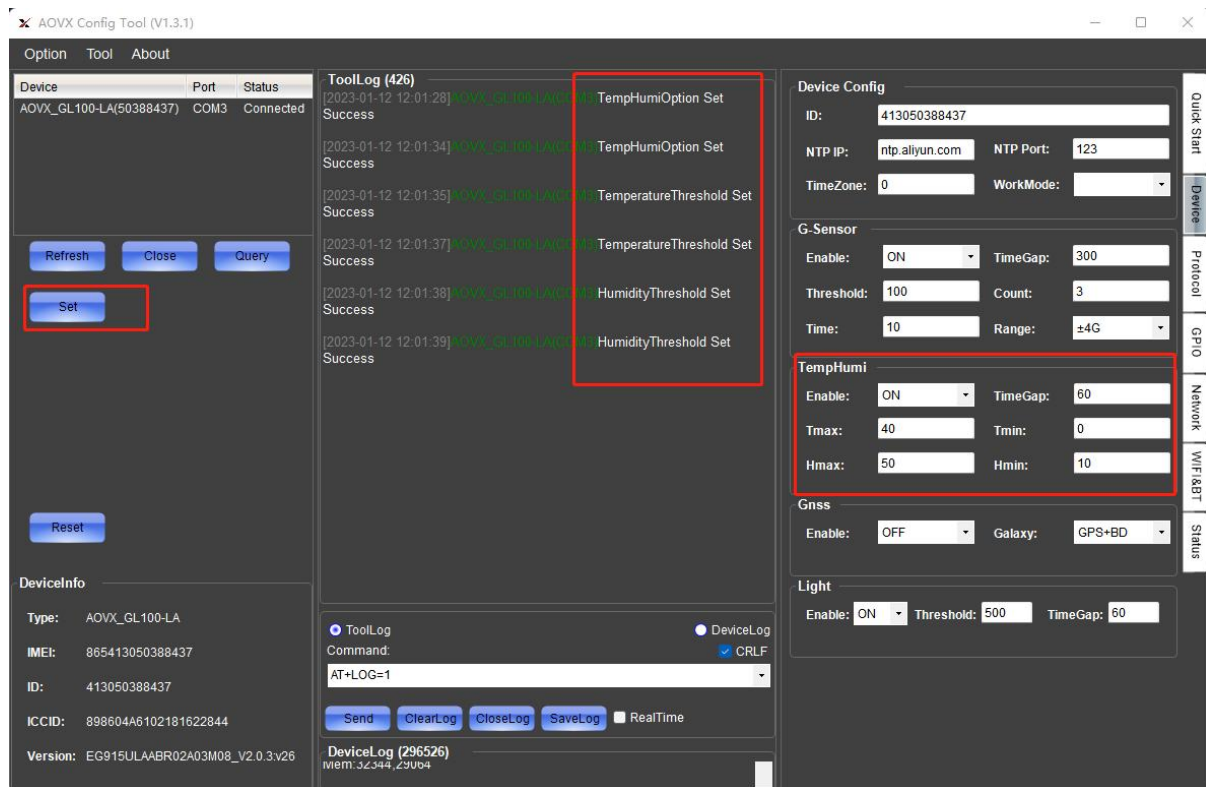 AOVX Config Tool (V1.3.1)
Option Tool About
Device Port Status
AOVX_GL100-LA(50388437) COM3 Connected
Refresh Close Query
Set
Reset
DeviceInfo
Type: AOVX_GL100-LA
IMEI: 865413050388437
ID: 413050388437
ICCID: 898604A6102181622844
Version: EG915ULAABR02A03M08_V2.0.3:v26
ToolLog (426)
[2023-01-12 12:01:28]AOVX_GL100-LA(COM3)TempHumiOption Set
Success
[2023-01-12 12:01:34]AOVX_GL100-LA(COM3)TempHumiOption Set
Success
[2023-01-12 12:01:35]AOVX_GL100-LA(COM3)TemperatureThreshold Set
Success
[2023-01-12 12:01:37]AOVX_GL100-LA(COM3)TemperatureThreshold Set
Success
[2023-01-12 12:01:38]AOVX_GL100-LA(COM3)HumidityThreshold Set
Success
[2023-01-12 12:01:39]AOVX_GL100-LA(COM3)HumidityThreshold Set
Success
ToolLog DeviceLog
Command: CRLF
AT+LOG=1
Send ClearLog CloseLog SaveLog RealTime
DeviceLog (296526)
Mem:32344,29064
Device Config
ID: 413050388437
NTP IP: ntp.aliyun.com NTP Port: 123
TimeZone: 0 WorkMode:
G-Sensor
Enable: ON TimeGap: 300
Threshold: 100 Count: 3
Time: 10 Range: ±4G
TempHumi
Enable: ON TimeGap: 60
Tmax: 40 Tmin: 0
Hmax: 50 Hmin: 10
Gnss
Enable: OFF Galaxy: GPS+BD
Light
Enable: ON Threshold: 500 TimeGap: 60
Quick Start
Device
Protocol
GPIO
Network
WIFI&BT
Status